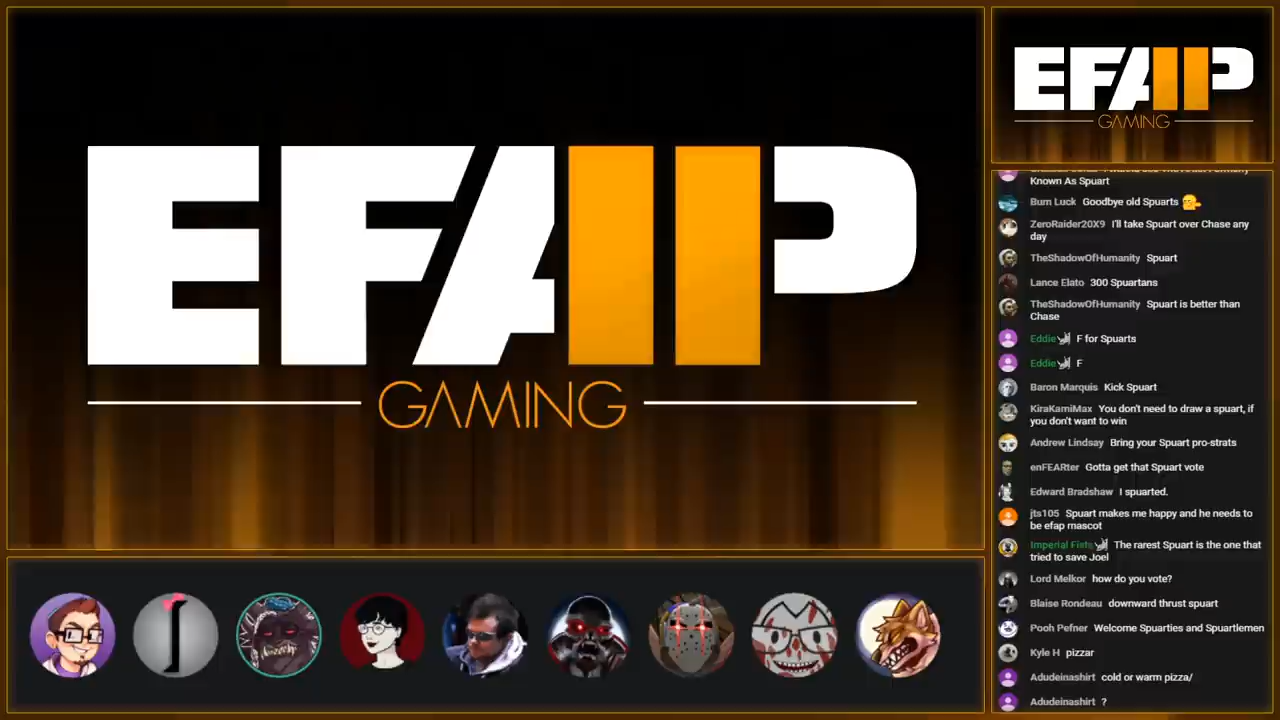 EFAP
GAMING
EFAP
GAMING
Known As Spuart
Burn Luck Goodbye old Spuarts
ZeroRaider20X9 I'll take Spuart over Chase any
day
TheShadowOfHumanity Spuart
Lance Elato 300 Spuartans
TheShadowOfHumanity Spuart is better than
Chase
Eddie F for Spuarts
Eddie F
Baron Marquis Kick Spuart
KiraKamiMax You don't need to draw a spuart, if
you don't want to win
Andrew Lindsay Bring your Spuart pro-strats
enFEARter Gotta get that Spuart vote
Edward Bradshaw I spuarted.
jts105 Spuart makes me happy and he needs to
be efap mascot
Imperial Fists The rarest Spuart is the one that
tried to save Joel
Lord Melkor how do you vote?
Blaise Rondeau downward thrust spuart
Pooh Pefner Welcome Spuarties and Spuartlemen
Kyle H pizzar
Adudeinashirt cold or warm pizza/
Adudeinashirt ?